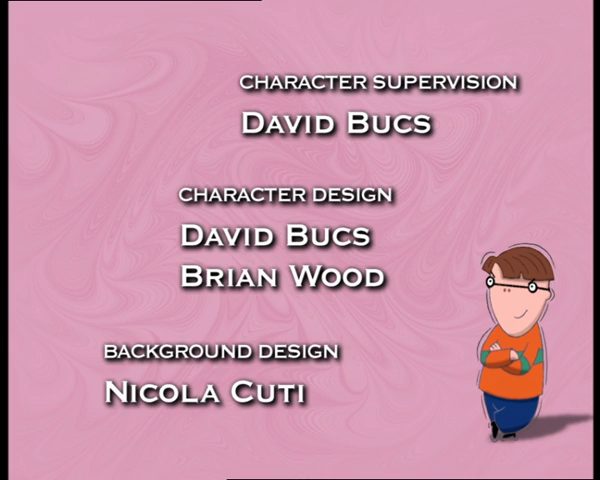 CHARACTER SUPERVISION
DAVID BUCS
CHARACTER DESIGN
DAVID BUCS
BRIAN WOOD
BACKGROUND DESIGN
NICOLA CUTI